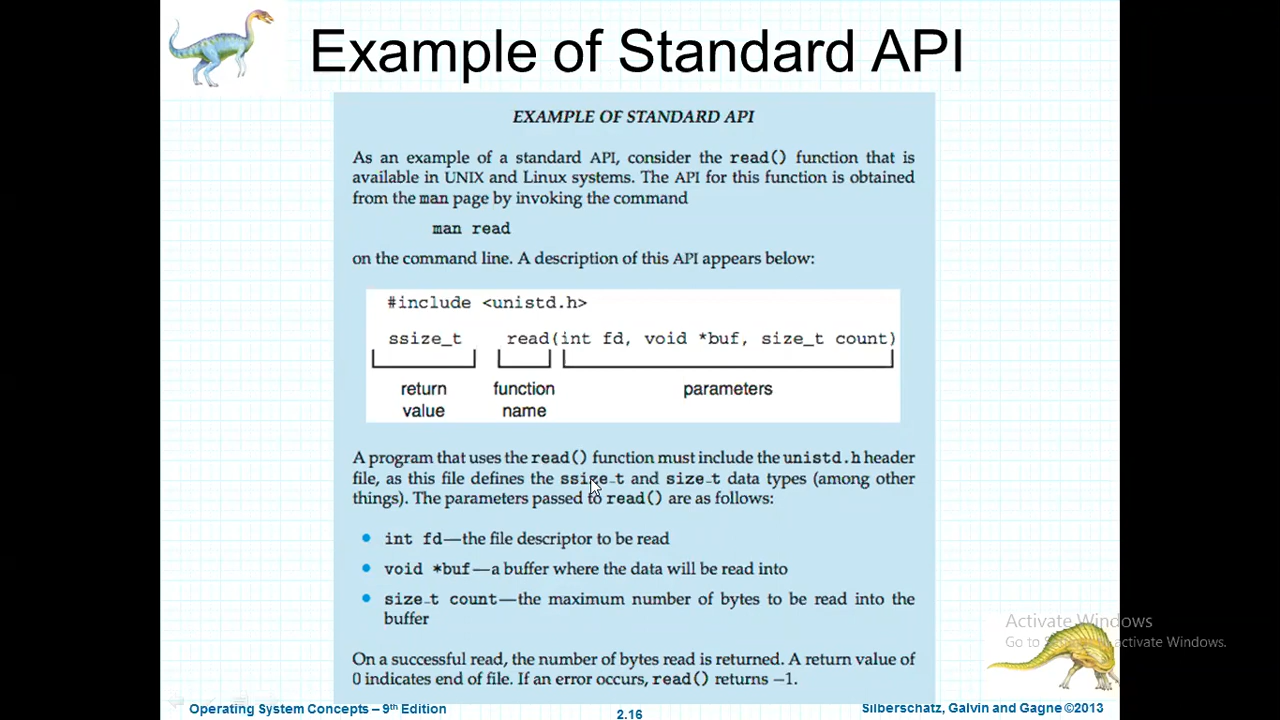 Example of Standard API
EXAMPLE OF STANDARD API
As an example of a standard API, consider the read() function that is
available in UNIX and Linux systems. The API for this function is obtained
from the man page by invoking the command
man read
on the command line. A description of this API appears below:
#include <unistd.h>
ssize_t read(int fd, void *buf, size_t count)
return function parameters
value name
A program that uses the read() function must include the unistd.h header
file, as this file defines the ssize_t and size_t data types (among other
things). The parameters passed to read() are as follows:
• int fd—the file descriptor to be read
• void *buf—a buffer where the data will be read into
• size_t count—the maximum number of bytes to be read into the
buffer
On a successful read, the number of bytes read is returned. A return value of
0 indicates end of file. If an error occurs, read() returns −1.
Activate Windows
Go to activate Windows.
Operating System Concepts – 9th Edition
2.16
Silberschatz, Galvin and Gagne ©2013